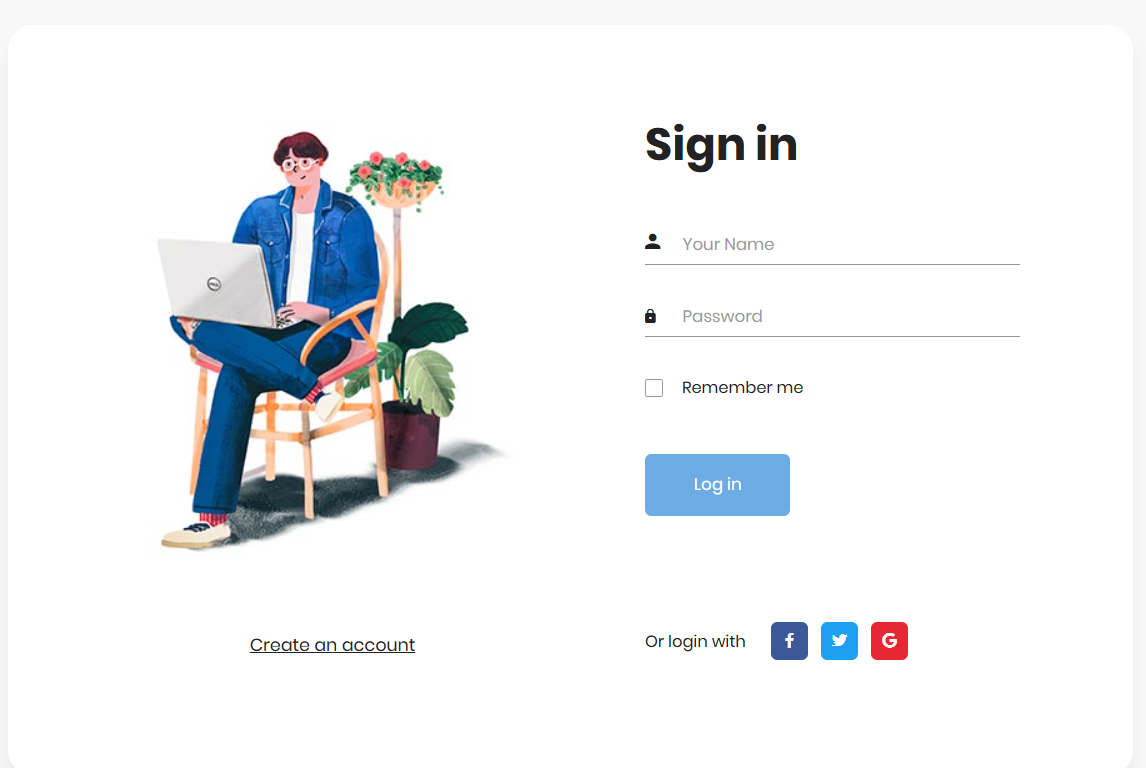 Sign in
Your Name
Password
Remember me
Log in
Create an account
Or login with